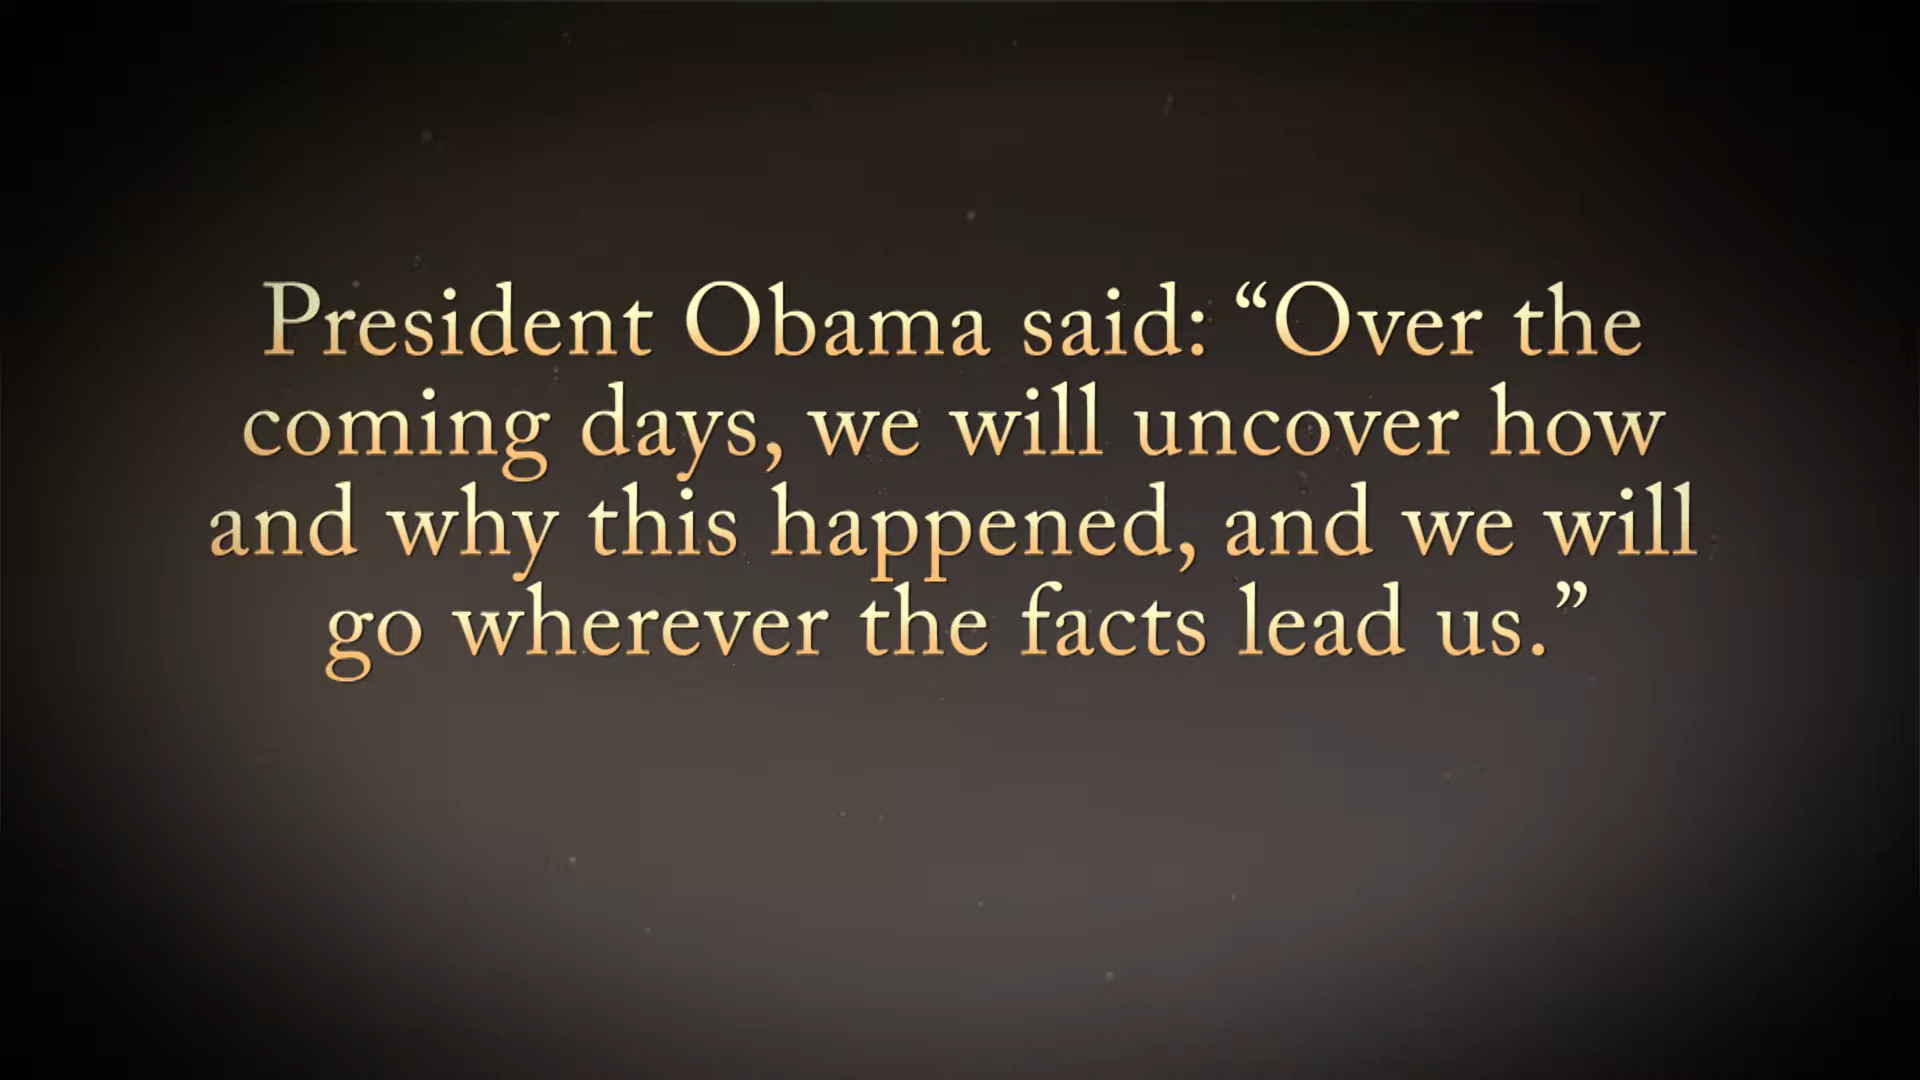 President Obama said: “Over the
coming days, we will uncover how
and why this happened, and we will
go wherever the facts lead us.”